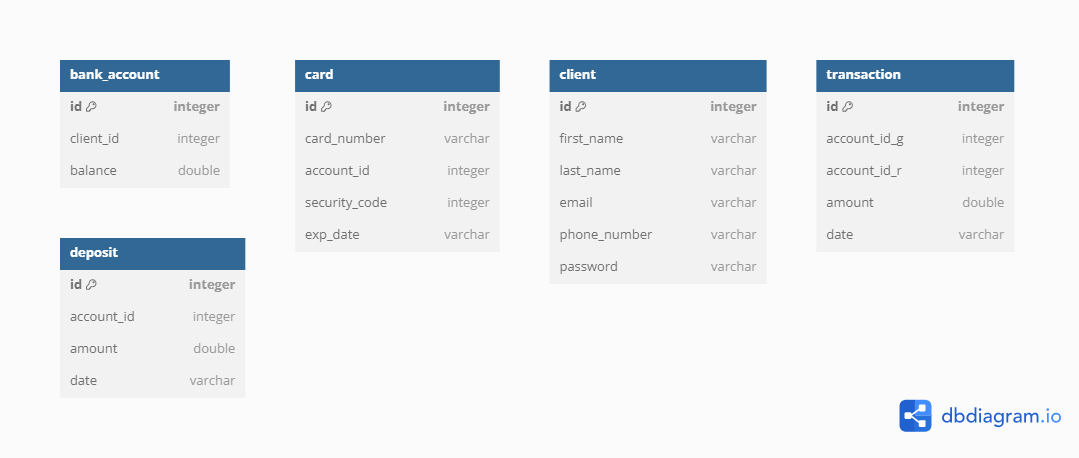 bank_account
id integer
client_id integer
balance double
deposit
id integer
account_id integer
amount double
date varchar
card
id integer
card_number varchar
account_id integer
security_code integer
exp_date varchar
client
id integer
first_name varchar
last_name varchar
email varchar
phone_number varchar
password varchar
transaction
id integer
account_id_g integer
account_id_r integer
amount double
date varchar
dbdiagram.io